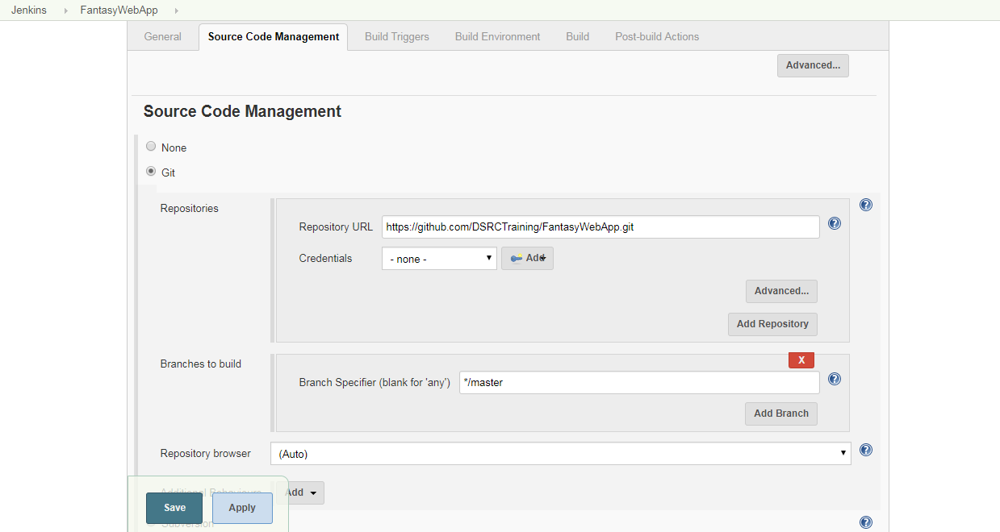 Jenkins FantasyWebApp
General Source Code Management Build Triggers Build Environment Build Post-build Actions
Advanced...
Source Code Management
None
Git
Repositories
Repository URL https://github.com/DSRCTraining/FantasyWebApp.git
Credentials - none - Add
Advanced...
Add Repository
Branches to build
X
Branch Specifier (blank for 'any') */master
Add Branch
Repository browser (Auto)
Additional Behaviours Add
Save Apply
Subversion